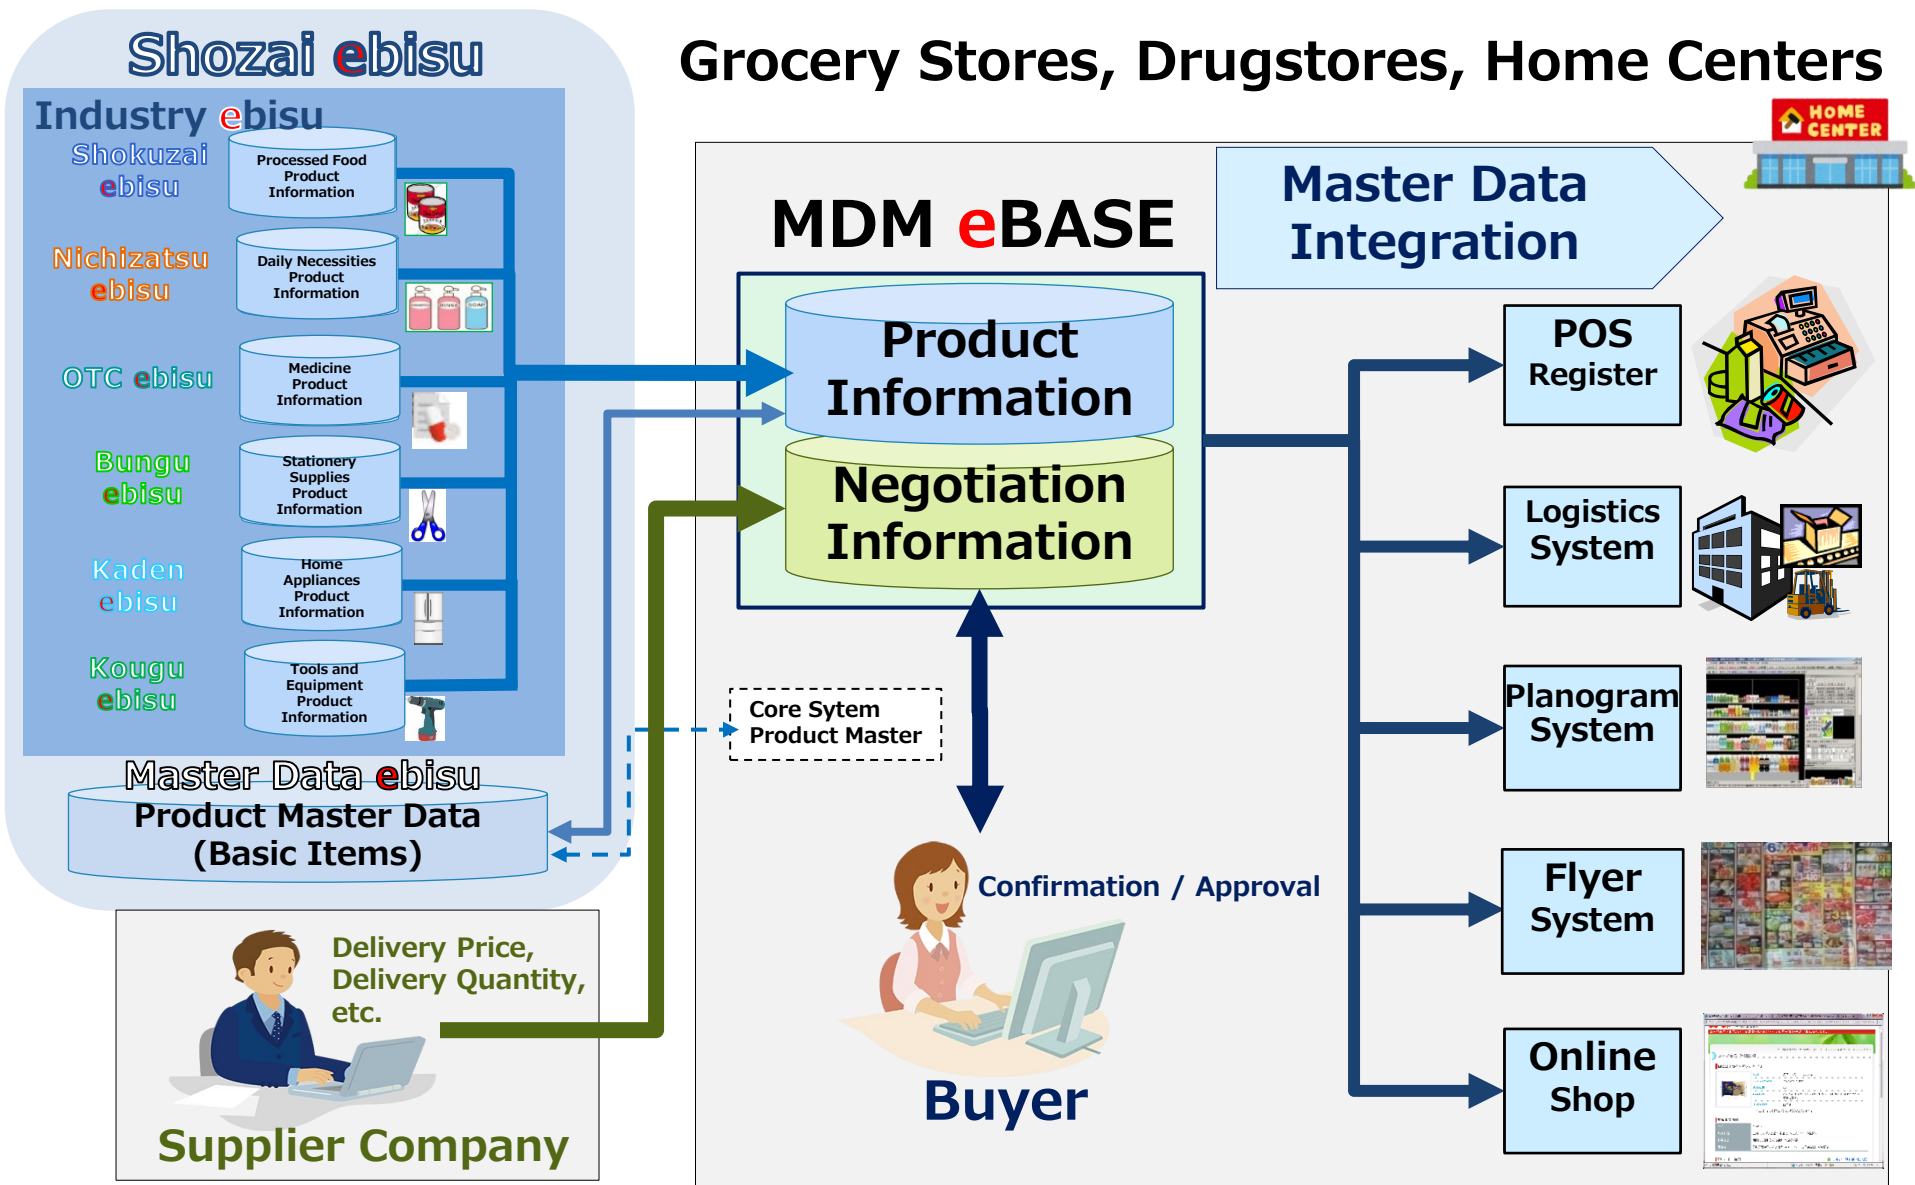 Shozai ebisu
Industry ebisu
Shokuzai
ebisu
Processed Food
Product
Information
Nichizatsu
ebisu
Daily Necessities
Product
Information
OTC ebisu
Medicine
Product
Information
Bungu
ebisu
Stationery
Supplies
Product
Information
Kaden
ebisu
Home
Appliances
Product
Information
Kougu
ebisu
Tools and
Equipment
Product
Information
Master Data ebisu
Product Master Data
(Basic Items)
Delivery Price,
Delivery Quantity,
etc.
Supplier Company
Grocery Stores, Drugstores, Home Centers
HOME
CENTER
MDM eBASE
Master Data
Integration
Product
Information
Negotiation
Information
Core Sytem
Product Master
Confirmation / Approval
Buyer
POS
Register
Logistics
System
Planogram
System
Flyer
System
Online
Shop